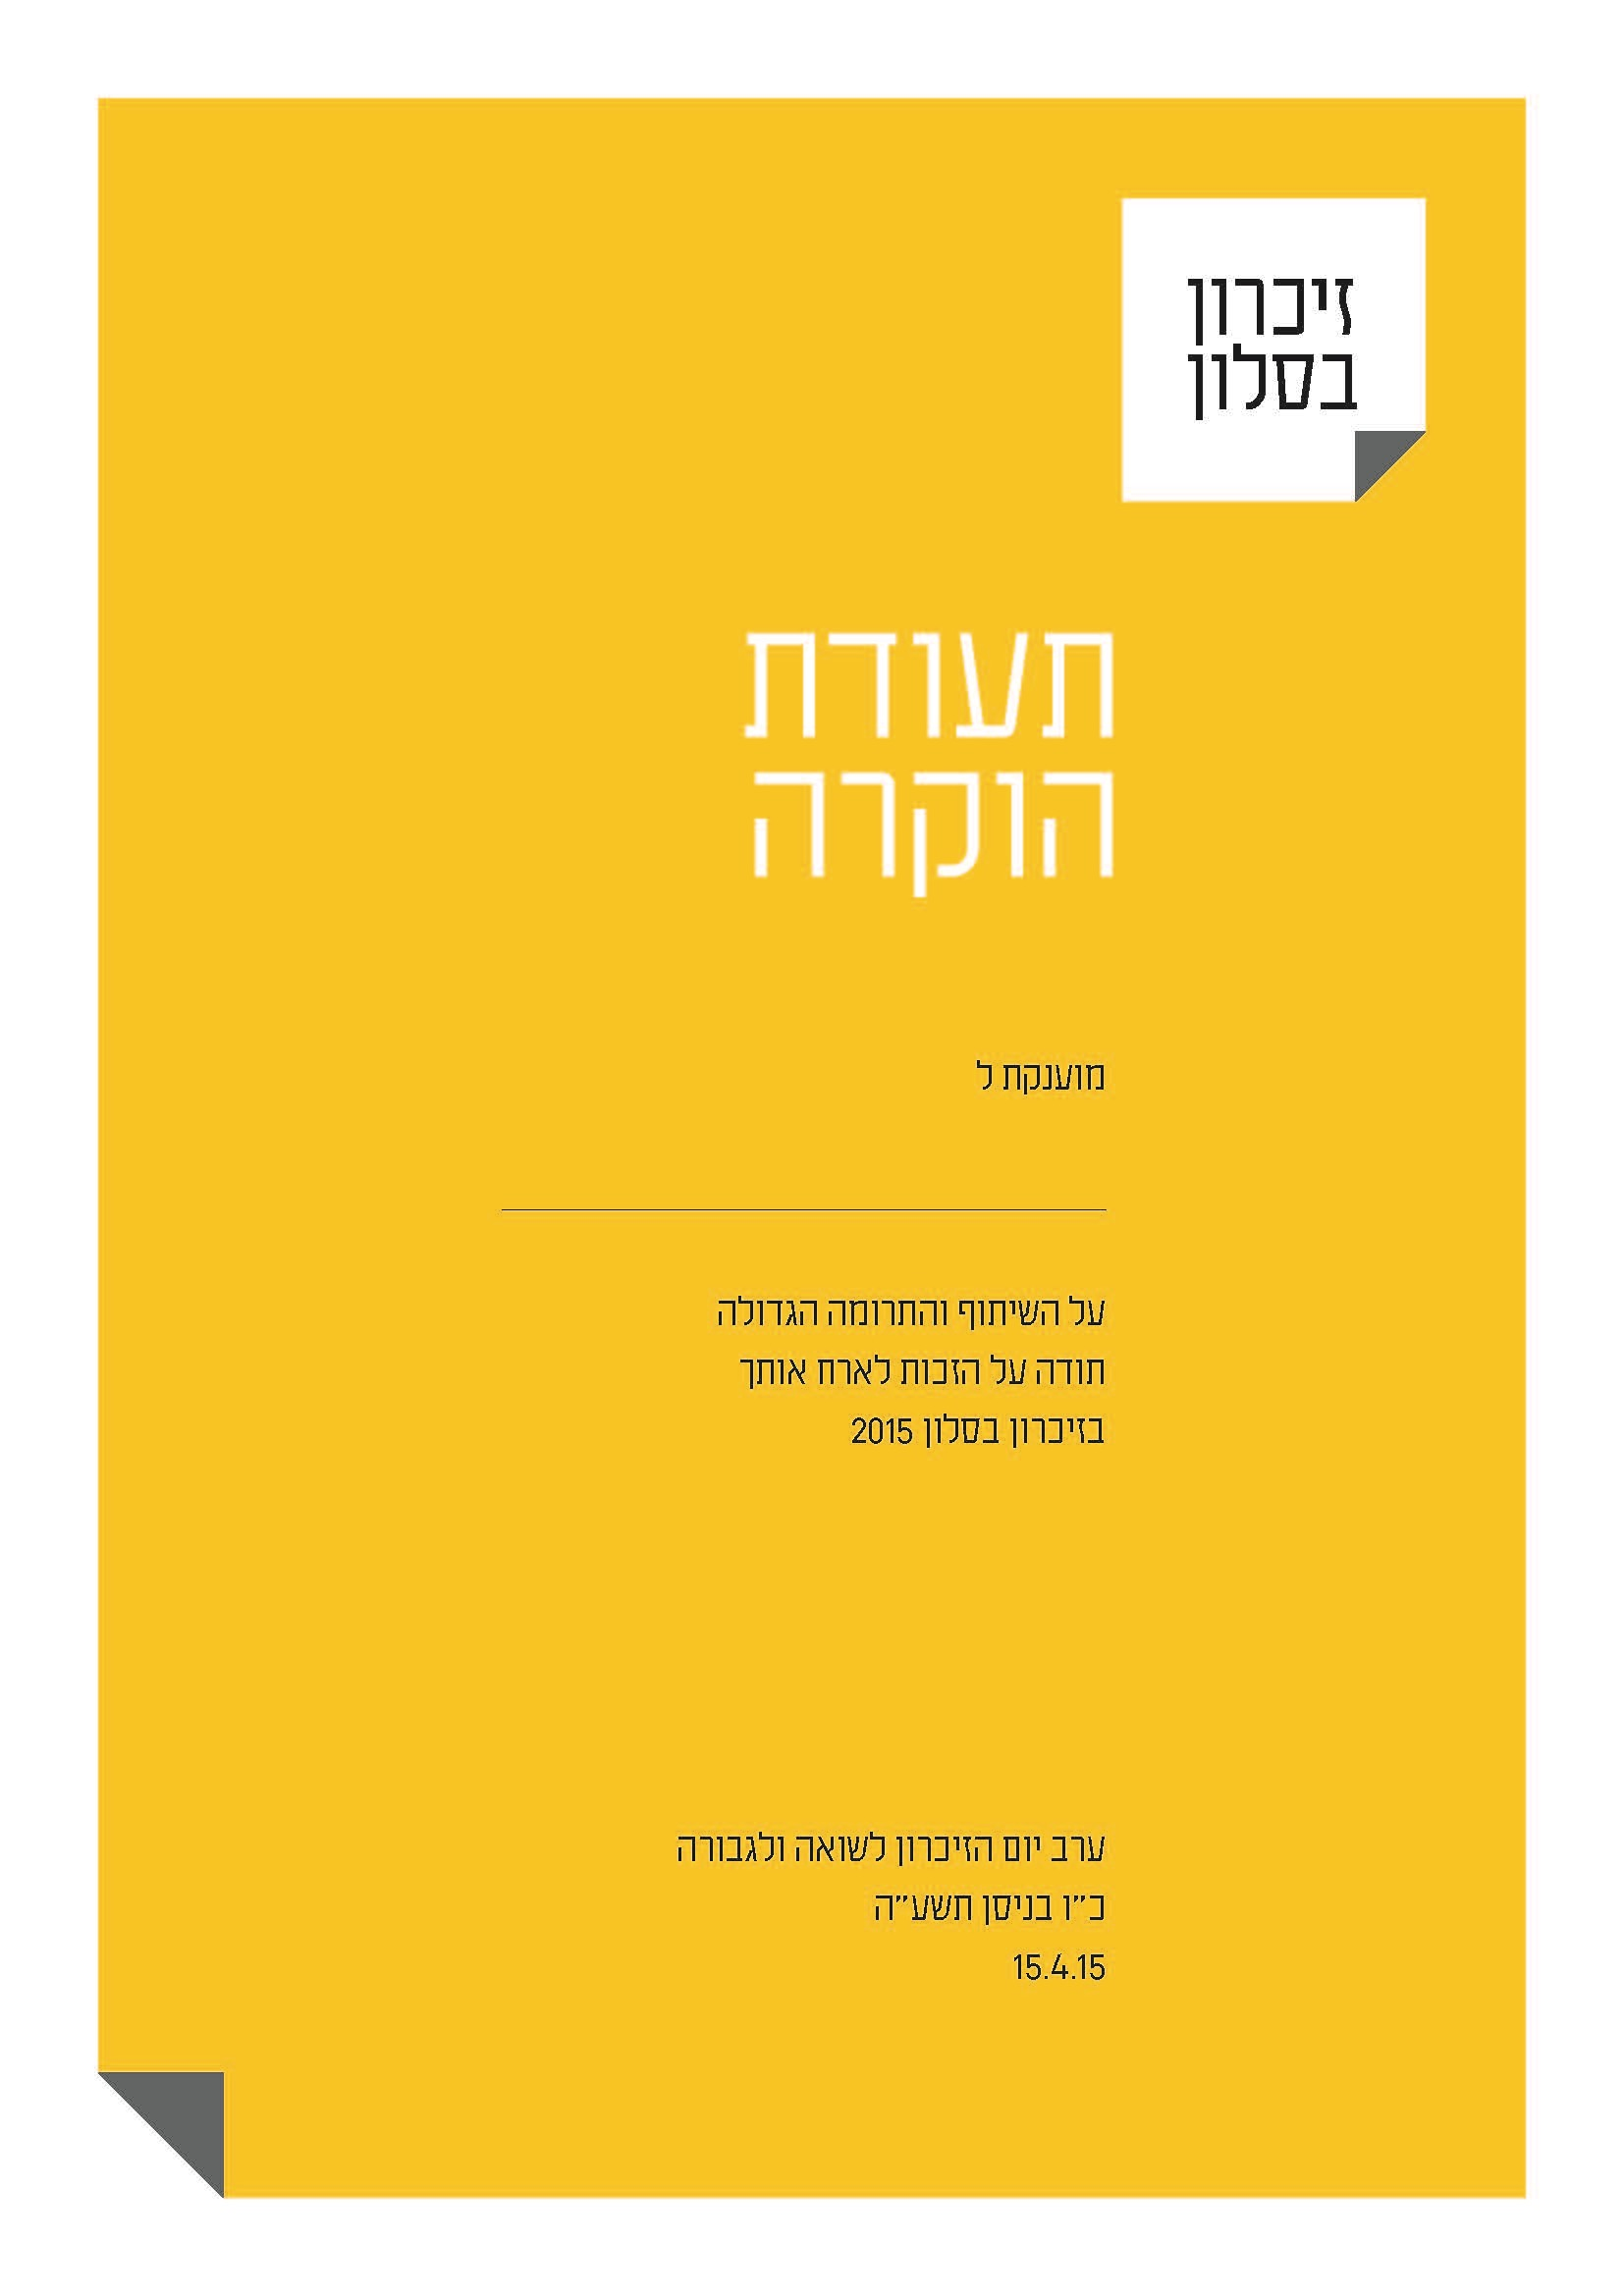 זיכרון
בסלון
תעודת
הוקרה
מוענקת ל
על השיתוף והתרומה הגדולה
תודה על הזכות לארח אותך
בזיכרון בסלון 2015
ערב יום הזיכרון לשואה ולגבורה
כ״ו בניסן תשע״ה
15.4.15